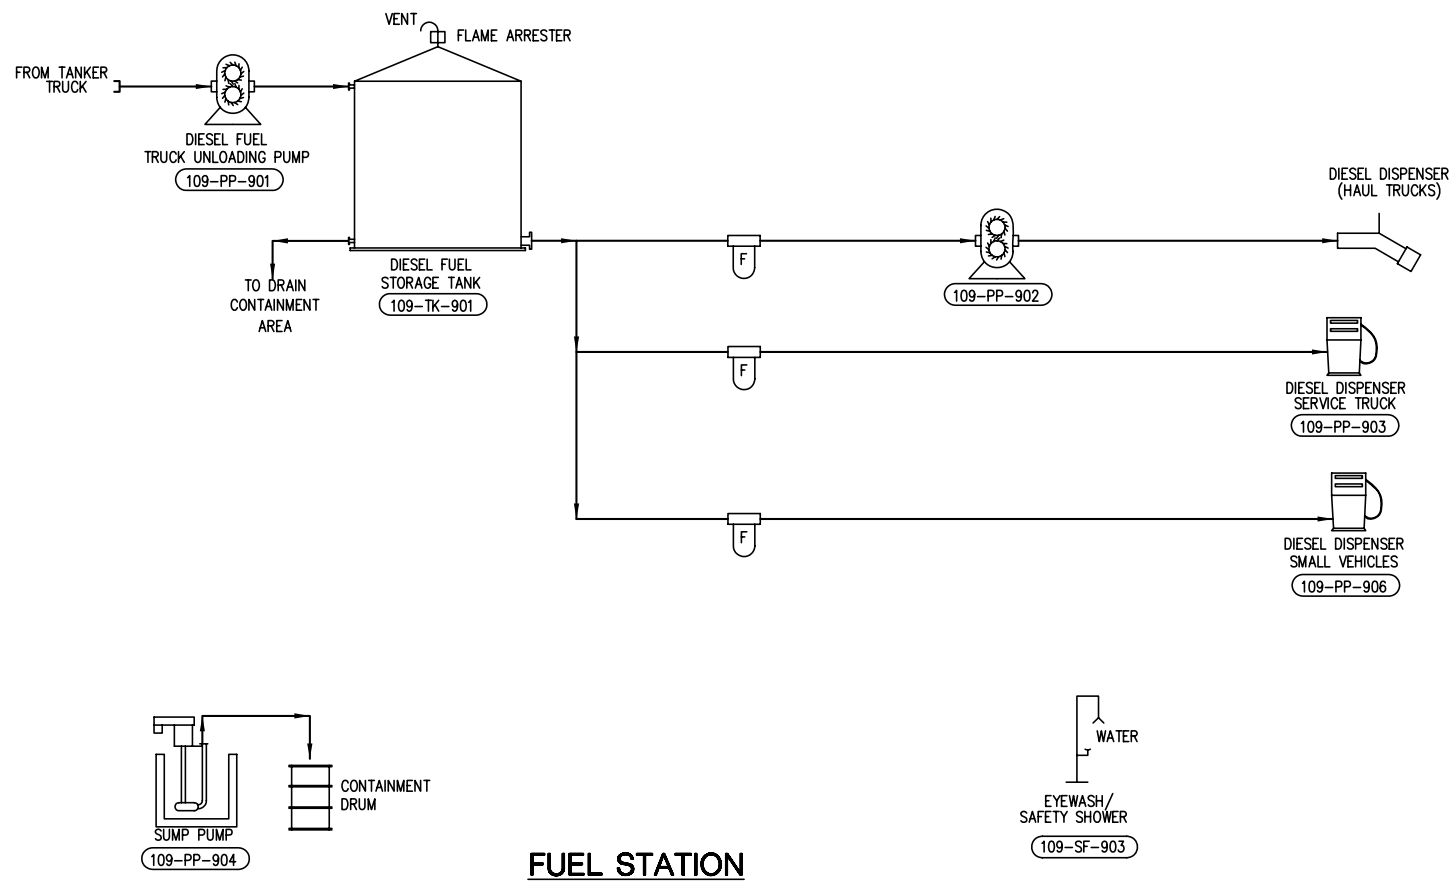 VENT
FLAME ARRESTER
FROM TANKER
TRUCK
DIESEL FUEL
TRUCK UNLOADING PUMP
109-PP-901
DIESEL DISPENSER
(HAUL TRUCKS)
DIESEL FUEL
STORAGE TANK
109-TK-901
TO DRAIN
CONTAINMENT
AREA
F
109-PP-902
F
DIESEL DISPENSER
SERVICE TRUCK
109-PP-903
F
DIESEL DISPENSER
SMALL VEHICLES
109-PP-906
CONTAINMENT
DRUM
SUMP PUMP
109-PP-904
WATER
EYEWASH/
SAFETY SHOWER
109-SF-903
FUEL STATION